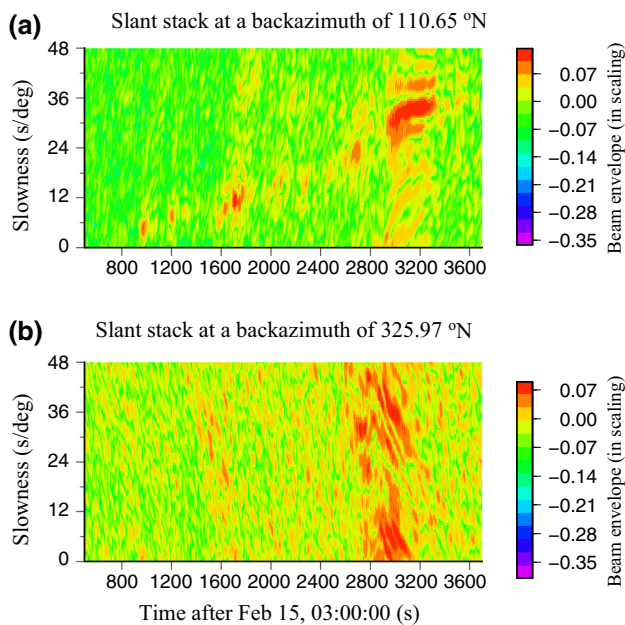 (a)
Slant stack at a backazimuth of 110.65 °N
48
36
24
12
0
Slowness (s/deg)
800 1200 1600 2000 2400 2800 3200 3600
0.07
0.00
−0.07
−0.14
−0.21
−0.28
−0.35
Beam envelope (in scaling)
(b)
Slant stack at a backazimuth of 325.97 °N
48
36
24
12
0
Slowness (s/deg)
800 1200 1600 2000 2400 2800 3200 3600
Time after Feb 15, 03:00:00 (s)
0.07
0.00
−0.07
−0.14
−0.21
−0.28
−0.35
Beam envelope (in scaling)